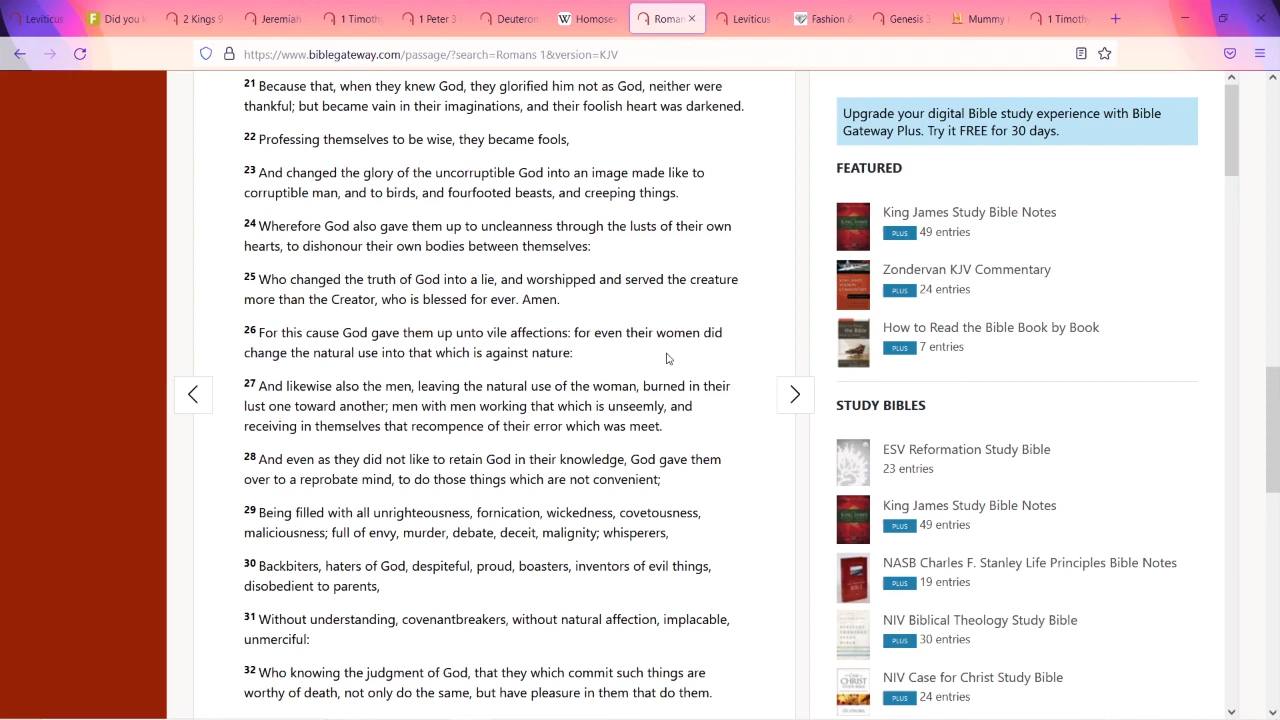 Leviticus
Did you k
2 Kings 9
Jeremiah
1 Timoth
1 Peter 3
Deuteron
W Homosex
Roman
Leviticus
Fashion &
Genesis 3
Mummy
1 Timothy
https://www.biblegateway.com/passage/?search=Romans 1&version=KJV
21 Because that, when they knew God, they glorified him not as God, neither were
thankful; but became vain in their imaginations, and their foolish heart was darkened.
22 Professing themselves to be wise, they became fools,
23 And changed the glory of the uncorruptible God into an image made like to
corruptible man, and to birds, and fourfooted beasts, and creeping things.
24 Wherefore God also gave them up to uncleanness through the lusts of their own
hearts, to dishonour their own bodies between themselves:
25 Who changed the truth of God into a lie, and worshipped and served the creature
more than the Creator, who is blessed for ever. Amen.
26 For this cause God gave them up unto vile affections: for even their women did
change the natural use into that which is against nature:
27 And likewise also the men, leaving the natural use of the woman, burned in their
lust one toward another; men with men working that which is unseemly, and
receiving in themselves that recompence of their error which was meet.
28 And even as they did not like to retain God in their knowledge, God gave them
over to a reprobate mind, to do those things which are not convenient;
29 Being filled with all unrighteousness, fornication, wickedness, covetousness,
maliciousness; full of envy, murder, debate, deceit, malignity; whisperers,
30 Backbiters, haters of God, despiteful, proud, boasters, inventors of evil things,
disobedient to parents,
31 Without understanding, covenantbreakers, without natural affection, implacable,
unmerciful:
32 Who knowing the judgment of God, that they which commit such things are
worthy of death, not only do the same, but have pleasure in them that do them.
Upgrade your digital Bible study experience with Bible
Gateway Plus. Try it FREE for 30 days.
FEATURED
King James Study Bible Notes
PLUS 49 entries
Zondervan KJV Commentary
PLUS 24 entries
How to Read the Bible Book by Book
PLUS 7 entries
STUDY BIBLES
ESV Reformation Study Bible
23 entries
King James Study Bible Notes
PLUS 49 entries
NASB Charles F. Stanley Life Principles Bible Notes
PLUS 19 entries
NIV Biblical Theology Study Bible
PLUS 30 entries
NIV Case for Christ Study Bible
PLUS 24 entries